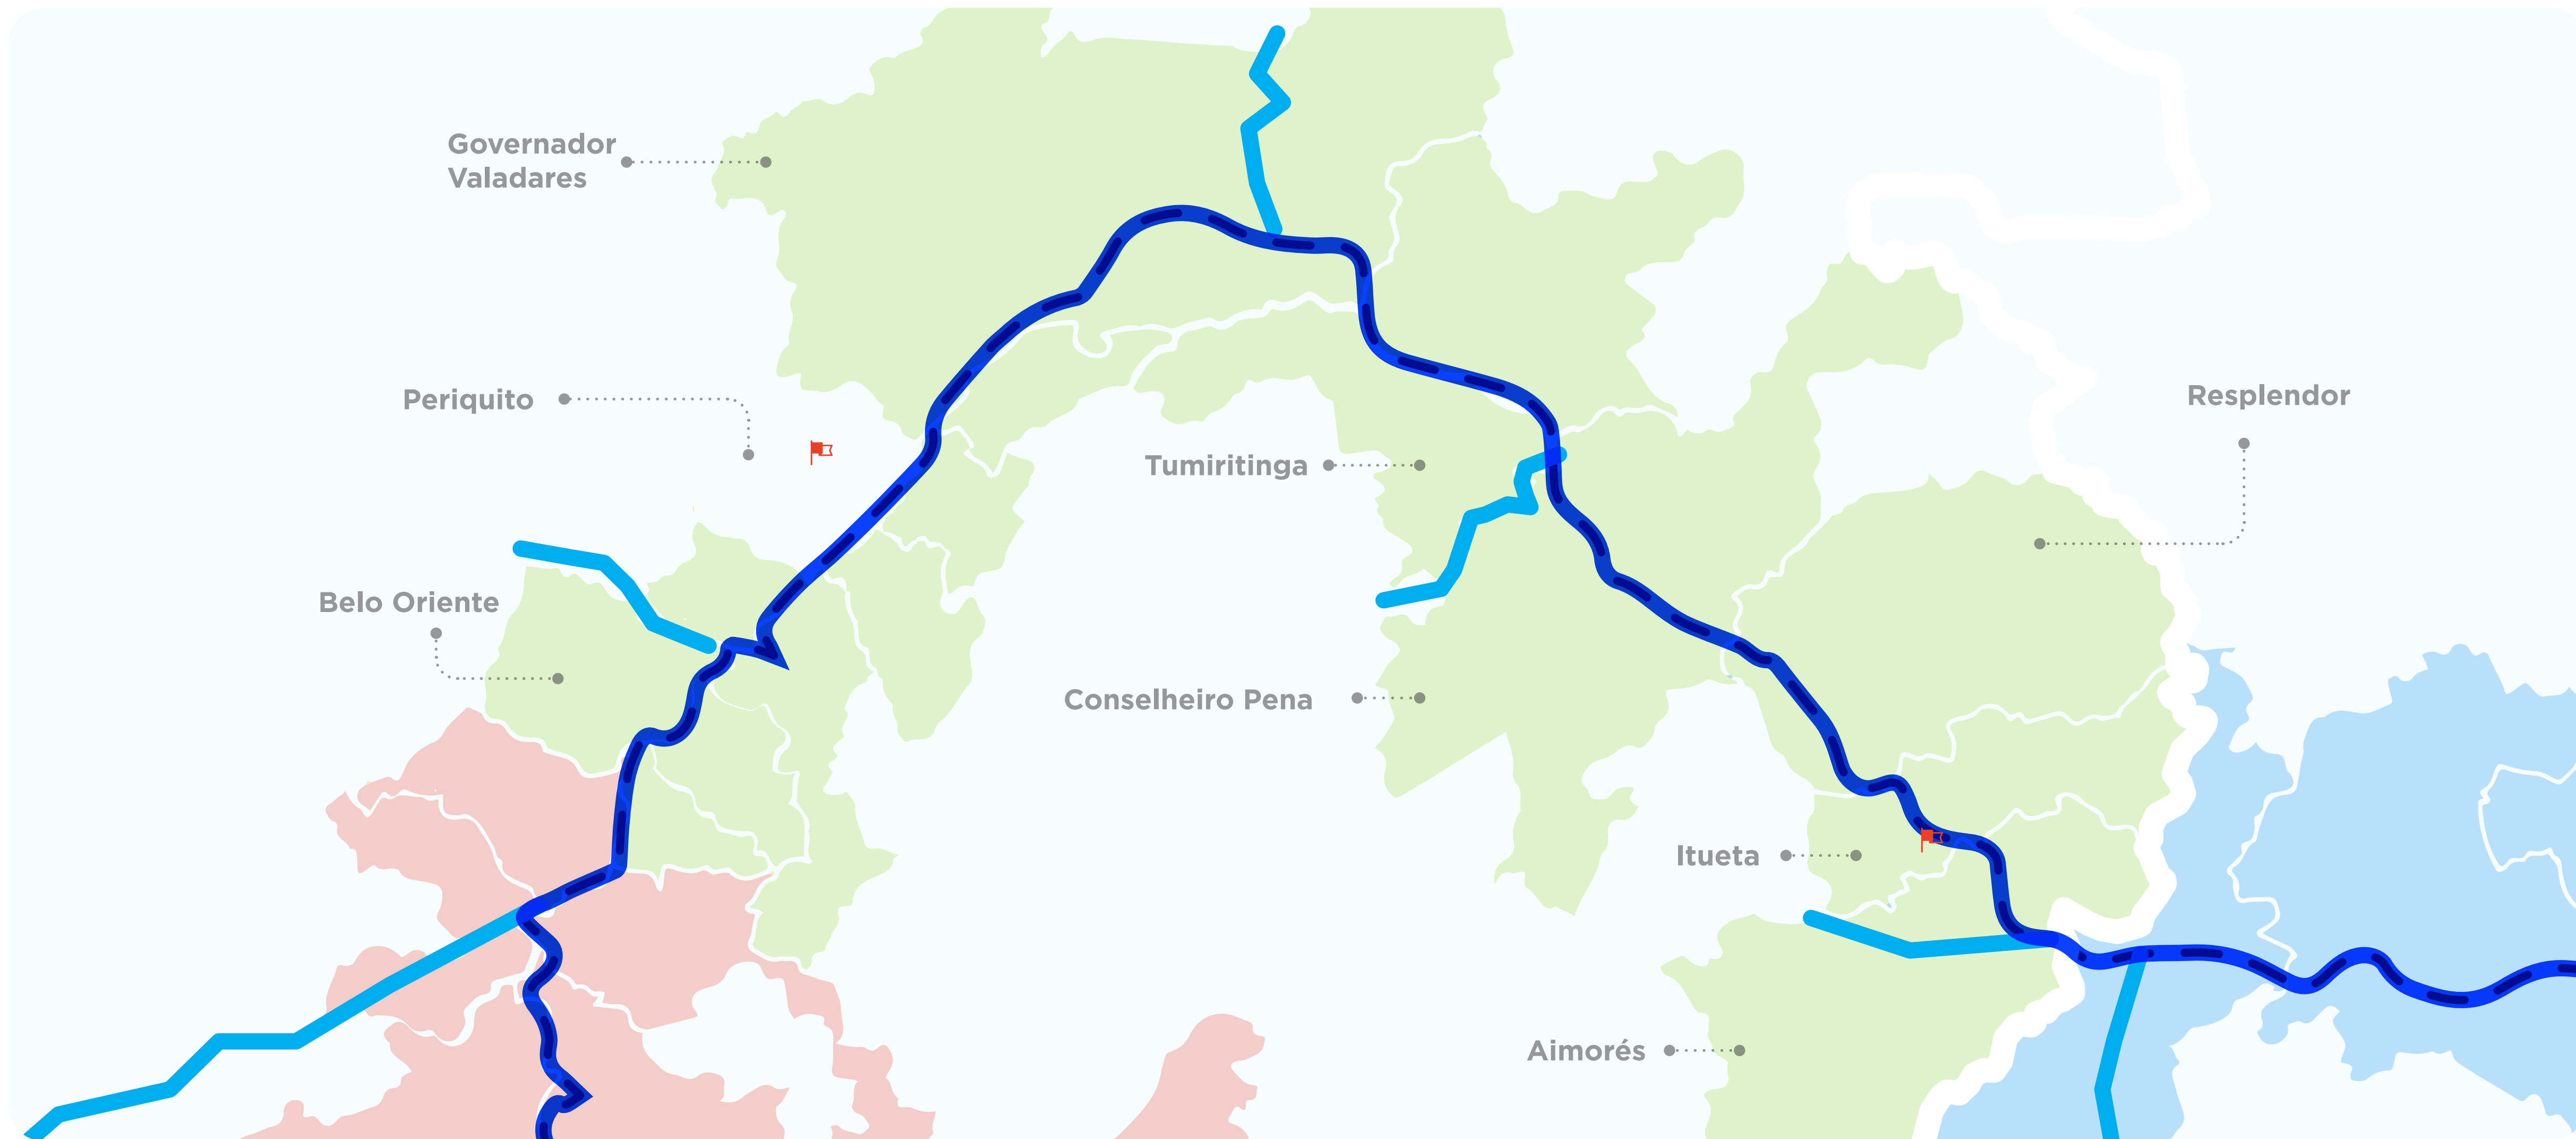 Governador
Valadares
Periquito
Resplendor
Tumiritinga
Belo Oriente
Conselheiro Pena
Itueta
Aimorés